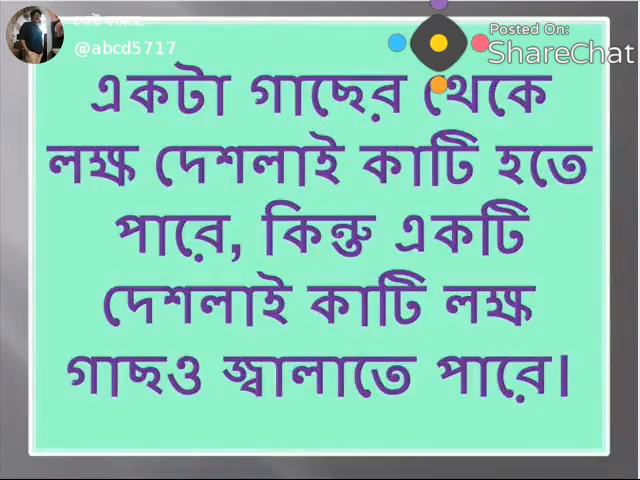 @abcd5717
Posted On:
ShareChat
একটা গাছের থেকে
লক্ষ দেশলাই কাটি হতে
পারে, কিন্তু একটি
দেশলাই কাটি লক্ষ
গাছও জ্বালাতে পারে।